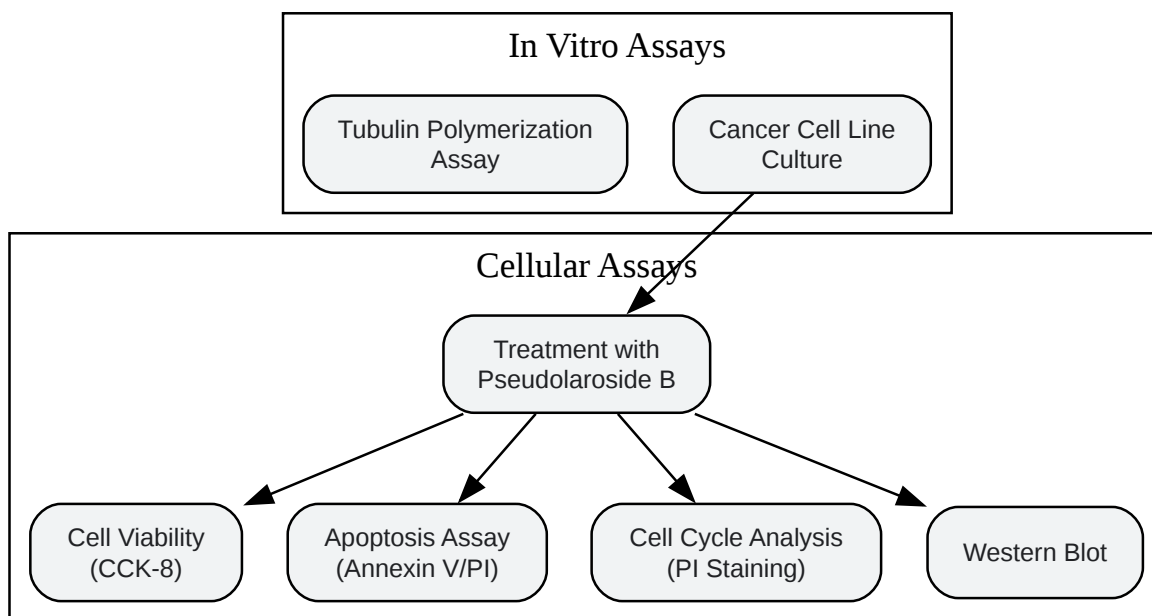 In Vitro Assays
Tubulin Polymerization
Assay
Cancer Cell Line
Culture
Cellular Assays
Treatment with
Pseudolaroside B
Cell Viability
(CCK-8)
Apoptosis Assay
(Annexin V/PI)
Cell Cycle Analysis
(PI Staining)
Western Blot